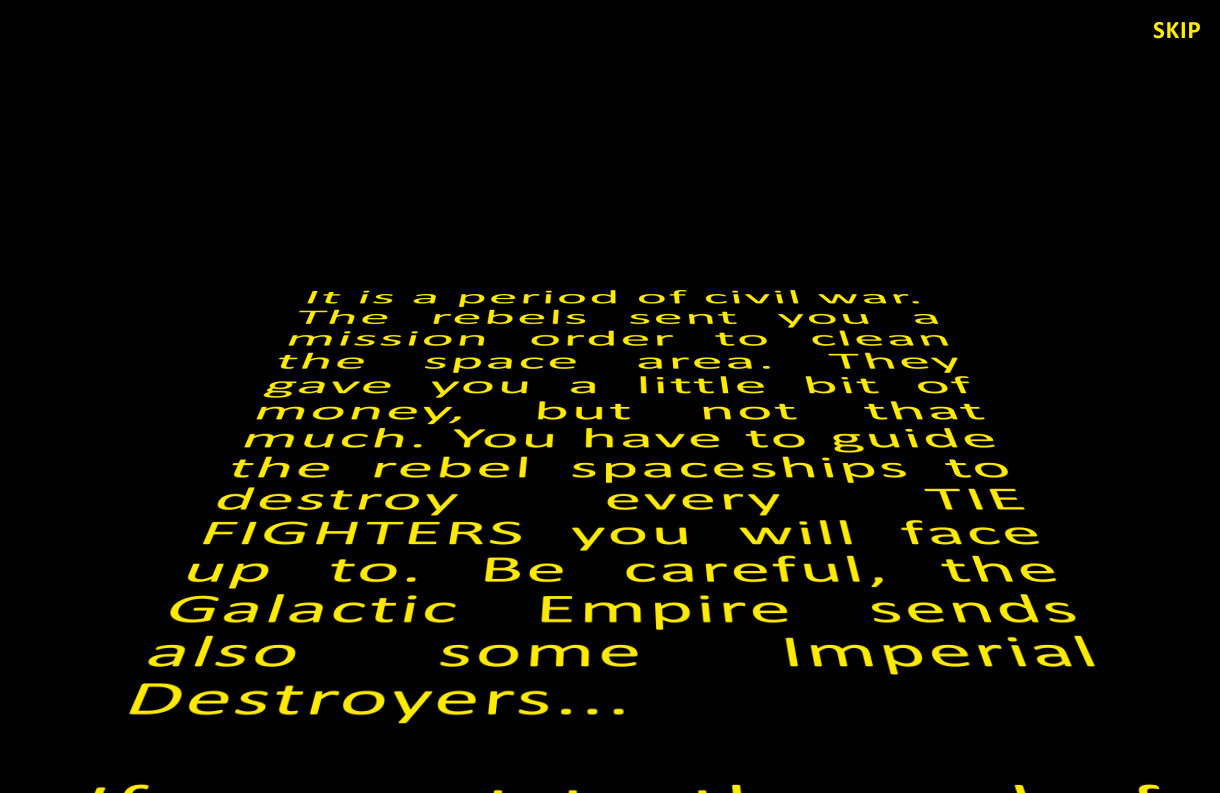 SKIP
It is a period of civil war.
The rebels sent you a
mission order to clean
the space area. They
gave you a little bit of
money, but not that
much. You have to guide
the rebel spaceships to
destroy every TIE
FIGHTERS you will face
up to. Be careful, the
Galactic Empire sends
also some Imperial
Destroyers...